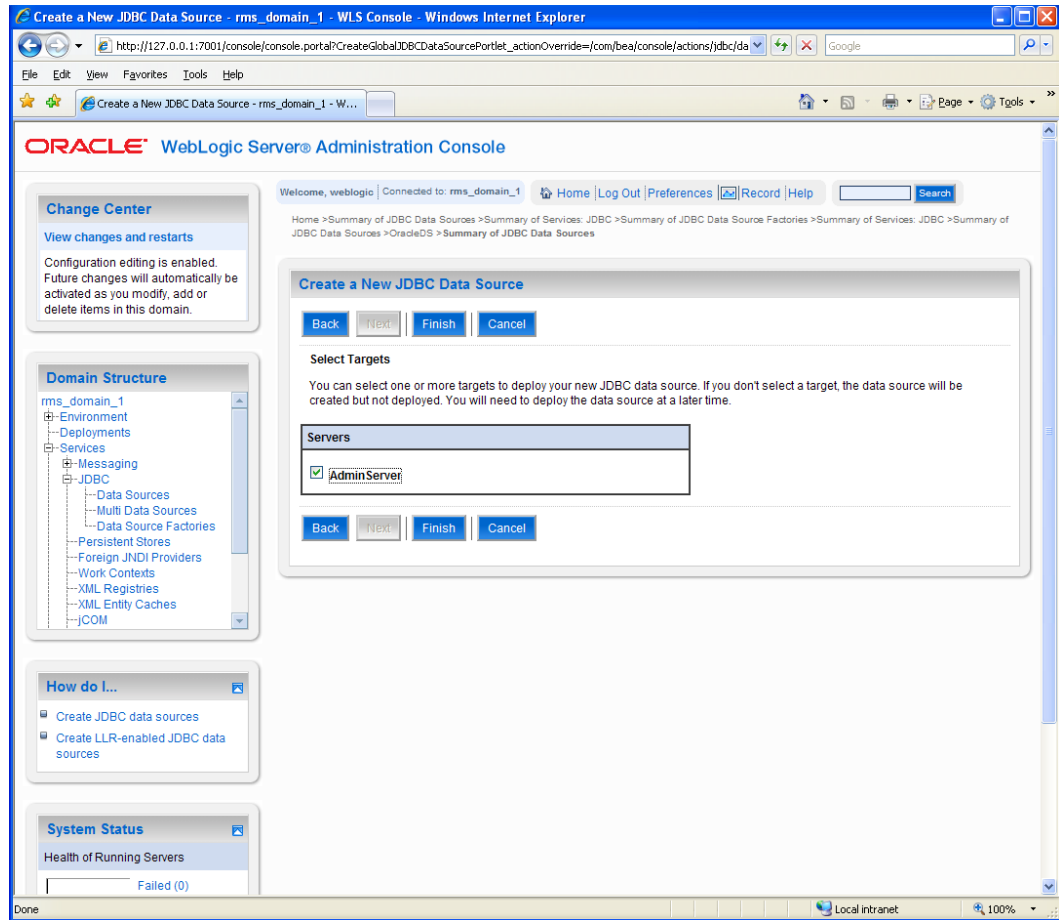 Create a New JDBC Data Source - rms_domain_1 - WLS Console - Windows Internet Explorer
http://127.0.0.1:7001/console/console.portal?CreateGlobalJDBCDataSourcePortlet_actionOverride=/com/bea/console/actions/jdbc/da
Google
File Edit View Favorites Tools Help
Create a New JDBC Data Source - rms_domain_1 - W...
Page Tools »
ORACLE WebLogic Server® Administration Console
Change Center
View changes and restarts
Configuration editing is enabled.
Future changes will automatically be
activated as you modify, add or
delete items in this domain.
Domain Structure
rms_domain_1
Environment
Deployments
Services
Messaging
JDBC
Data Sources
Multi Data Sources
Data Source Factories
Persistent Stores
Foreign JNDI Providers
Work Contexts
XML Registries
XML Entity Caches
jCOM
How do I...
Create JDBC data sources
Create LLR-enabled JDBC data
sources
System Status
Health of Running Servers
Failed (0)
Welcome, weblogic Connected to: rms_domain_1 Home Log Out Preferences Record Help Search
Home >Summary of JDBC Data Sources >Summary of Services: JDBC >Summary of JDBC Data Source Factories >Summary of Services: JDBC >Summary of
JDBC Data Sources >OracleDS >Summary of JDBC Data Sources
Create a New JDBC Data Source
Back Next Finish Cancel
Select Targets
You can select one or more targets to deploy your new JDBC data source. If you don't select a target, the data source will be
created but not deployed. You will need to deploy the data source at a later time.
Servers
AdminServer
Back Next Finish Cancel
Done Local intranet 100%